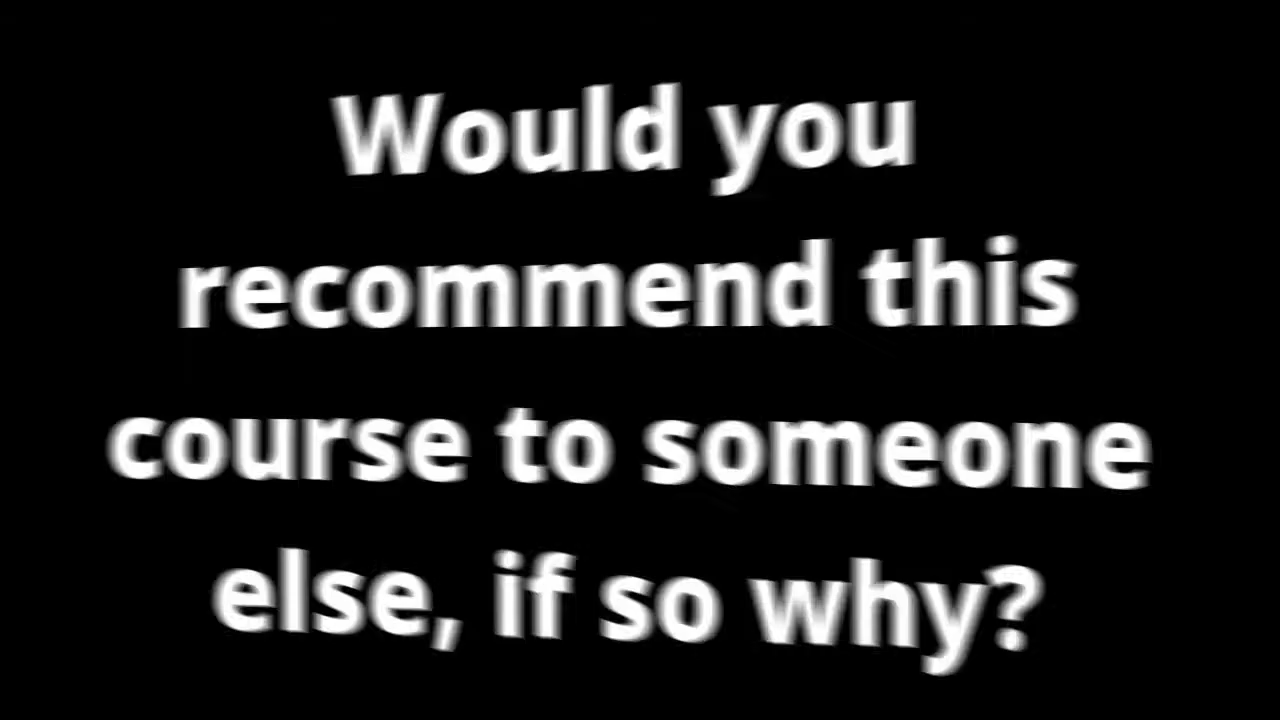 Would you
recommend this
course to someone
else, if so why?